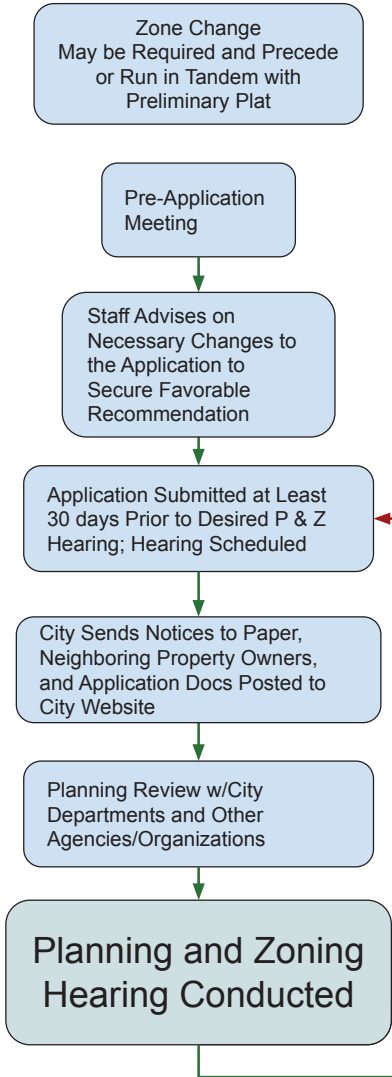 Zone Change
May be Required and Precede
or Run in Tandem with
Preliminary Plat
Pre-Application
Meeting
Staff Advises on
Necessary Changes to
the Application to
Secure Favorable
Recommendation
Application Submitted at Least
30 days Prior to Desired P & Z
Hearing; Hearing Scheduled
City Sends Notices to Paper,
Neighboring Property Owners,
and Application Docs Posted to
City Website
Planning Review w/City
Departments and Other
Agencies/Organizations
Planning and Zoning
Hearing Conducted